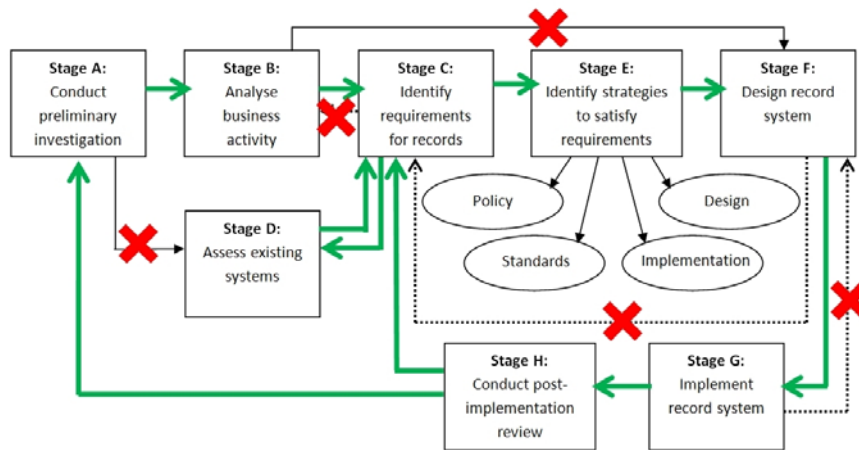 Stage A:
Conduct
preliminary
investigation
Stage B:
Analyse
business
activity
Stage C:
Identify
requirements
for records
Stage E:
Identify strategies
to satisfy
requirements
Stage F:
Design record
system
Stage D:
Assess existing
systems
Policy
Design
Standards
Implementation
Stage H:
Conduct post-
implementation
review
Stage G:
Implement
record system